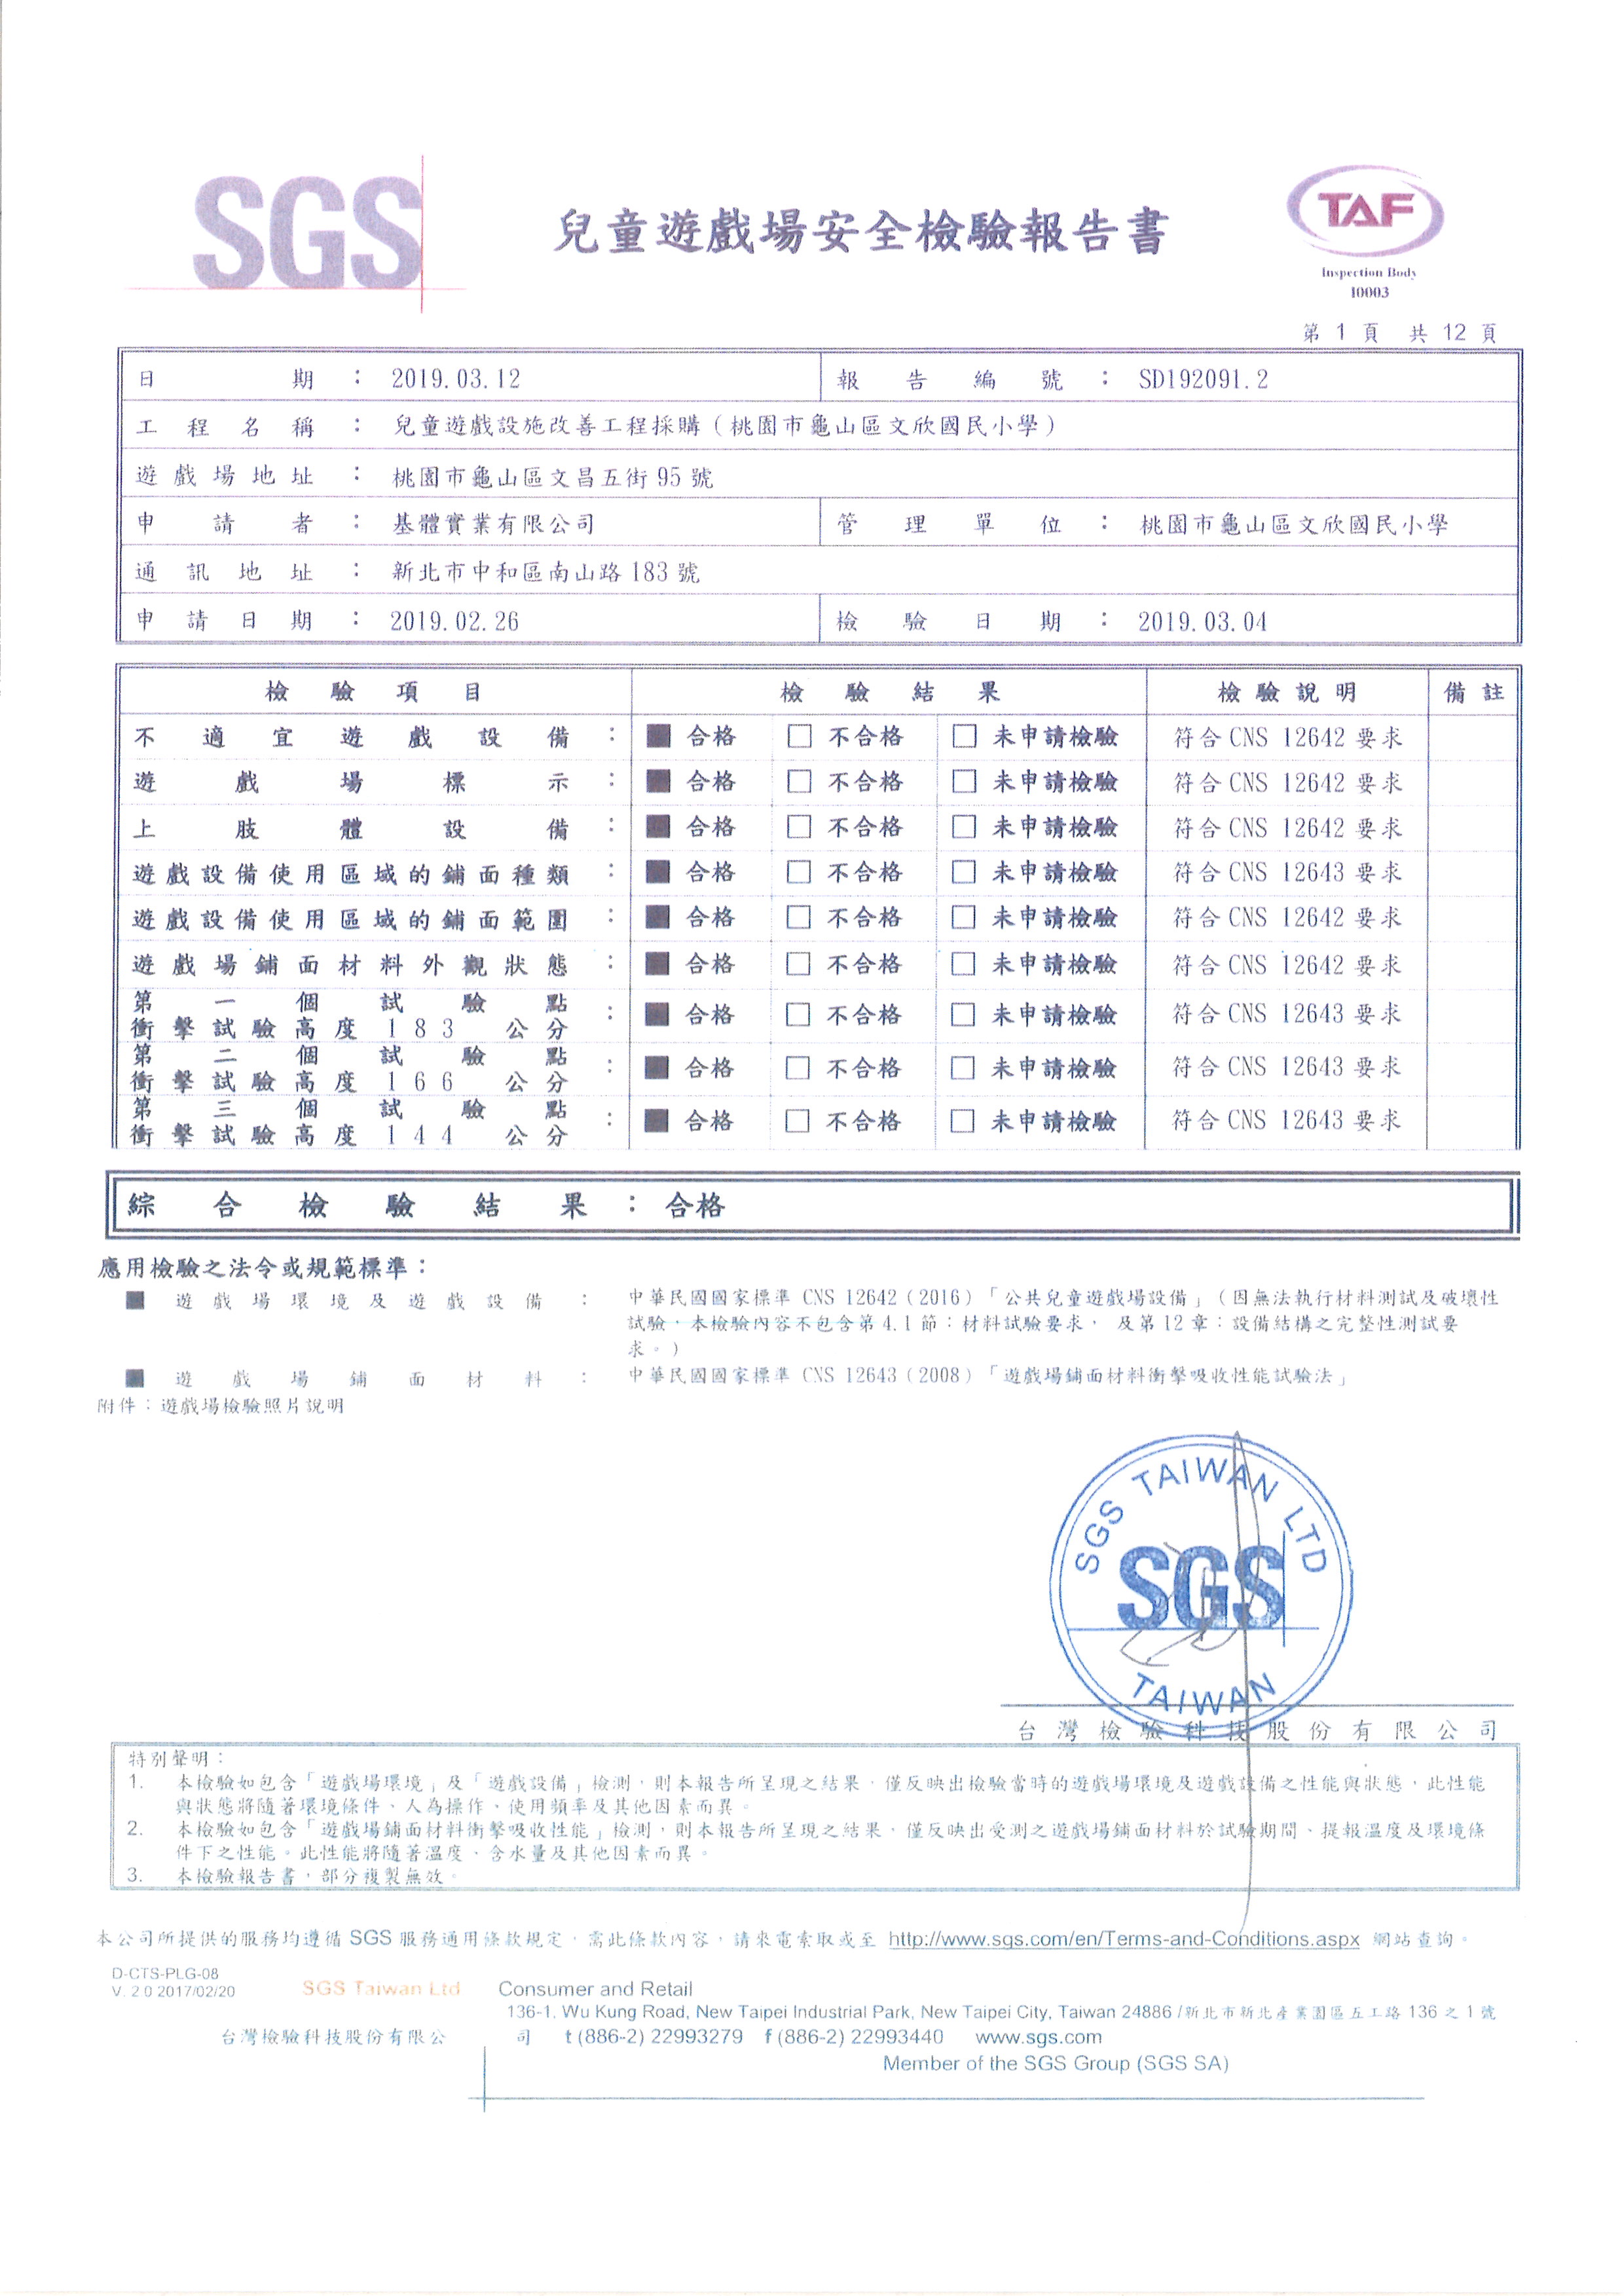 SGS
兒童遊戲場安全檢驗報告書
TAF
Inspection Body
I0003
第 1 頁 共 12 頁
日期：2019.03.12 報告編號：SD192091.2
工程名稱：兒童遊戲設施改善工程採購（桃園市龜山區文欣國民小學）
遊戲場地址：桃園市龜山區文昌五街 95 號
申請者：基體實業有限公司 管理單位：桃園市龜山區文欣國民小學
通訊地址：新北市中和區南山路 183 號
申請日期：2019.02.26 檢驗日期：2019.03.04
檢驗項目 檢驗結果 檢驗說明 備註
不適宜遊戲設備：■ 合格 □ 不合格 □ 未申請檢驗 符合 CNS 12642 要求
遊戲場標示：■ 合格 □ 不合格 □ 未申請檢驗 符合 CNS 12642 要求
上肢體設備：■ 合格 □ 不合格 □ 未申請檢驗 符合 CNS 12642 要求
遊戲設備使用區域的鋪面種類：■ 合格 □ 不合格 □ 未申請檢驗 符合 CNS 12643 要求
遊戲設備使用區域的鋪面範圍：■ 合格 □ 不合格 □ 未申請檢驗 符合 CNS 12642 要求
遊戲場鋪面材料外觀狀態：■ 合格 □ 不合格 □ 未申請檢驗 符合 CNS 12642 要求
第一個試驗點
衝擊試驗高度 183 公分：■ 合格 □ 不合格 □ 未申請檢驗 符合 CNS 12643 要求
第二個試驗點
衝擊試驗高度 166 公分：■ 合格 □ 不合格 □ 未申請檢驗 符合 CNS 12643 要求
第三個試驗點
衝擊試驗高度 144 公分：■ 合格 □ 不合格 □ 未申請檢驗 符合 CNS 12643 要求
綜合檢驗結果：合格
應用檢驗之法令或規範標準：
■ 遊戲場環境及遊戲設備：中華民國國家標準 CNS 12642（2016）「公共兒童遊戲場設備」（因無法執行材料測試及破壞性
試驗，本檢驗內容不包含第 4.1 節：材料試驗要求， 及第 12 章：設備結構之完整性測試要
求。）
■ 遊戲場鋪面材料：中華民國國家標準 CNS 12643（2008）「遊戲場鋪面材料衝擊吸收性能試驗法」
附件：遊戲場檢驗照片說明
SGS TAIWAN LTD
SGS
TAIWAN
台灣檢驗科技股份有限公司
特別聲明：
1. 本檢驗如包含「遊戲場環境」及「遊戲設備」檢測，則本報告所呈現之結果，僅反映出檢驗當時的遊戲場環境及遊戲設備之性能與狀態，此性能
與狀態將隨著環境條件、人為操作、使用頻率及其他因素而異。
2. 本檢驗如包含「遊戲場鋪面材料衝擊吸收性能」檢測，則本報告所呈現之結果，僅反映出受測之遊戲場鋪面材料於試驗期間、提報溫度及環境條
件下之性能。此性能將隨著溫度、含水量及其他因素而異。
3. 本檢驗報告書，部分複製無效。
本公司所提供的服務均遵循 SGS 服務通用條款規定，需此條款內容，請來電索取或至 http://www.sgs.com/en/Terms-and-Conditions.aspx 網站查詢。
D-CTS-PLG-08
V. 2.0 2017/02/20
SGS Taiwan Ltd Consumer and Retail
136-1, Wu Kung Road, New Taipei Industrial Park, New Taipei City, Taiwan 24886 /新北市新北產業園區五工路 136 之 1 號
台灣檢驗科技股份有限公司 t (886-2) 22993279 f (886-2) 22993440 www.sgs.com
Member of the SGS Group (SGS SA)